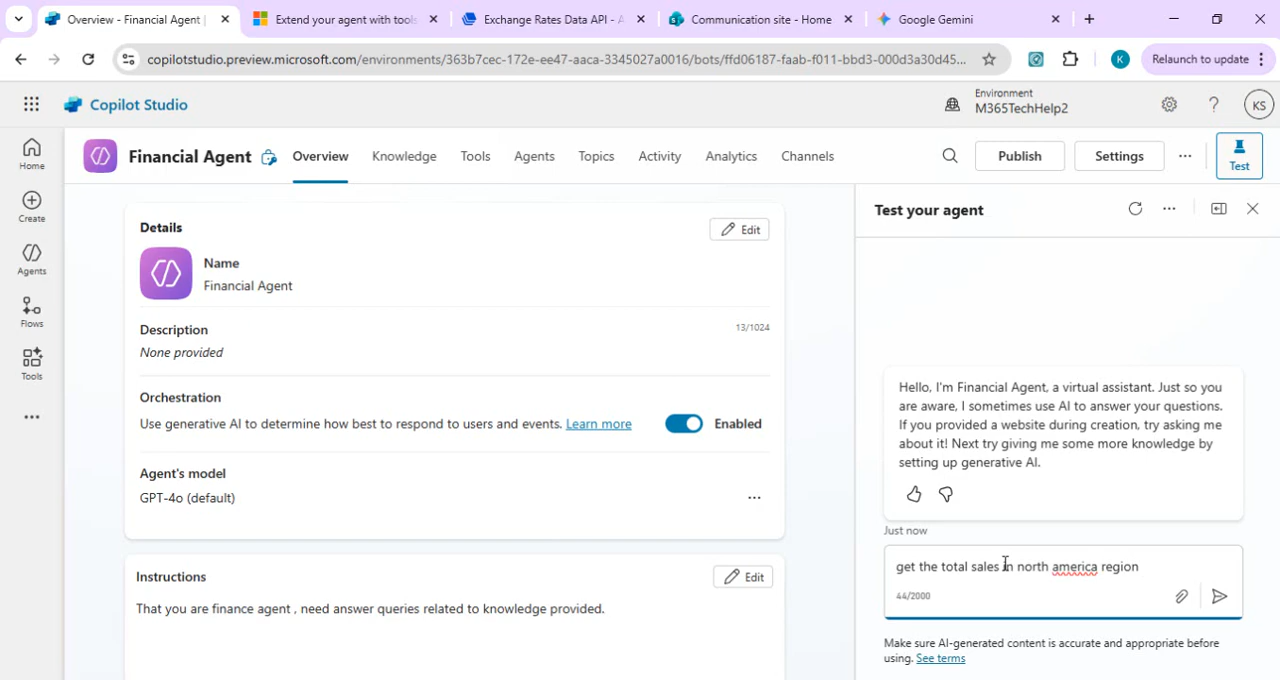 Overview - Financial Agent |
Extend your agent with tools
Exchange Rates Data API - A
Communication site - Home
Google Gemini
copilotstudio.preview.microsoft.com/environments/363b7cec-172e-ee47-aaca-3345027a0016/bots/ffd06187-faab-f011-bbd3-000d3a30d45...
K
Relaunch to update
Copilot Studio
Environment
M365TechHelp2
KS
Home
Create
Agents
Flows
Tools
Financial Agent
Overview
Knowledge
Tools
Agents
Topics
Activity
Analytics
Channels
Publish
Settings
Test
Details
Edit
Name
Financial Agent
Description
13/1024
None provided
Orchestration
Use generative AI to determine how best to respond to users and events. Learn more
Enabled
Agent's model
GPT-4o (default)
Instructions
Edit
That you are finance agent , need answer queries related to knowledge provided.
Test your agent
Hello, I'm Financial Agent, a virtual assistant. Just so you
are aware, I sometimes use AI to answer your questions.
If you provided a website during creation, try asking me
about it! Next try giving me some more knowledge by
setting up generative AI.
Just now
get the total sales in north america region
44/2000
Make sure AI-generated content is accurate and appropriate before
using. See terms